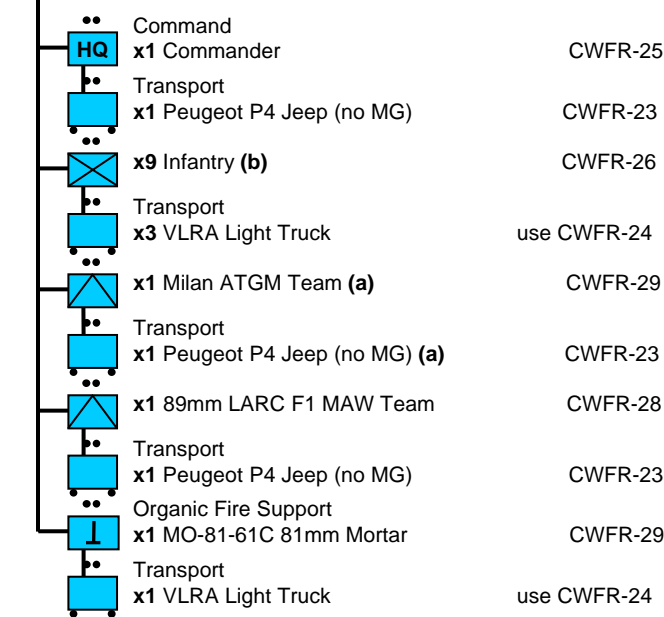 Command
HQ x1 Commander CWFR-25
Transport
x1 Peugeot P4 Jeep (no MG) CWFR-23
x9 Infantry (b) CWFR-26
Transport
x3 VLRA Light Truck use CWFR-24
x1 Milan ATGM Team (a) CWFR-29
Transport
x1 Peugeot P4 Jeep (no MG) (a) CWFR-23
x1 89mm LARC F1 MAW Team CWFR-28
Transport
x1 Peugeot P4 Jeep (no MG) CWFR-23
Organic Fire Support
x1 MO-81-61C 81mm Mortar CWFR-29
Transport
x1 VLRA Light Truck use CWFR-24